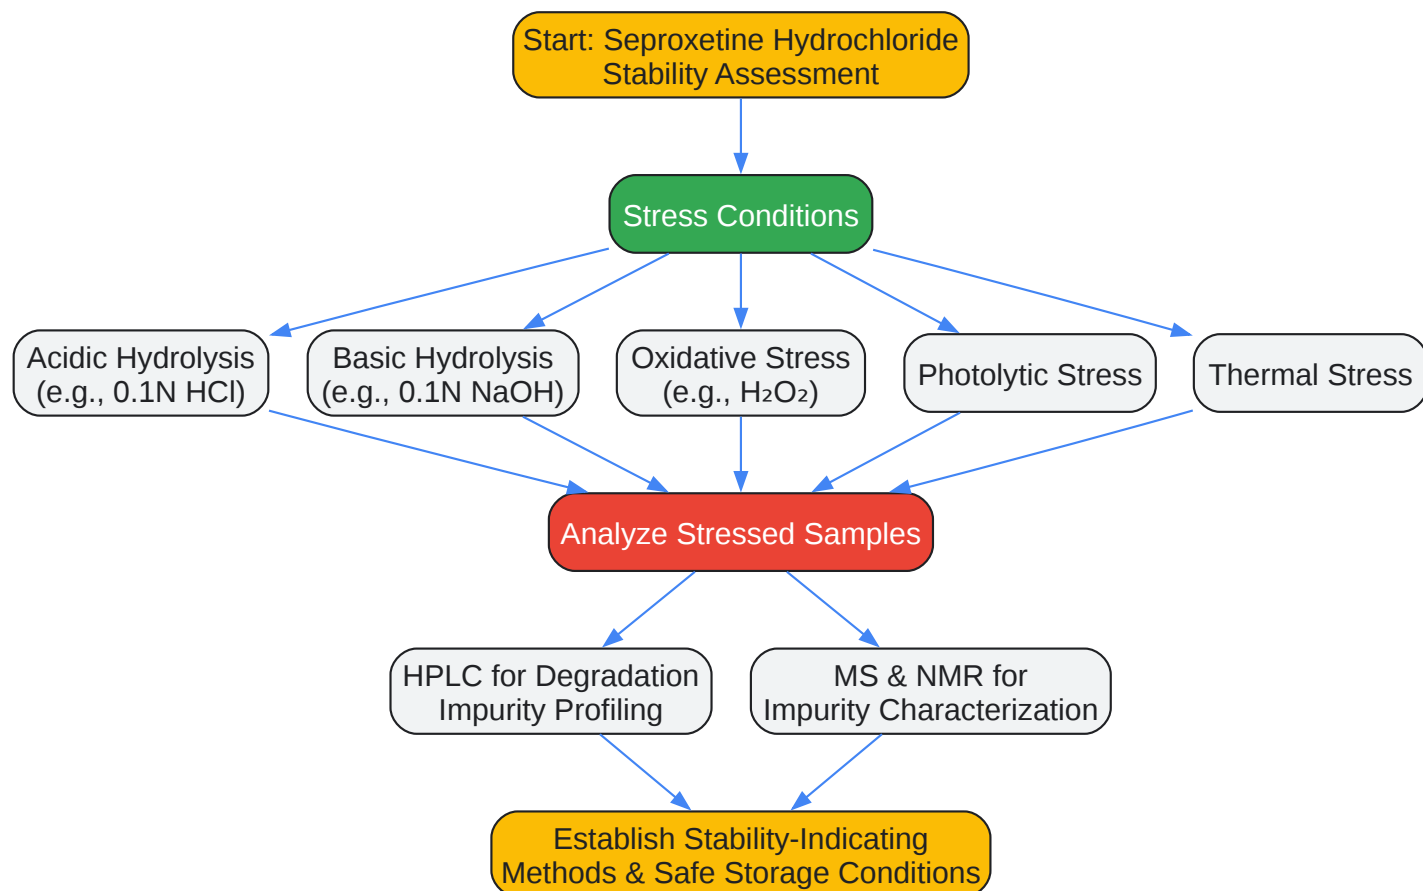 Start: Seproxetine Hydrochloride
Stability Assessment
Stress Conditions
Acidic Hydrolysis
(e.g., 0.1N HCl)
Basic Hydrolysis
(e.g., 0.1N NaOH)
Oxidative Stress
(e.g., H₂O₂)
Photolytic Stress
Thermal Stress
Analyze Stressed Samples
HPLC for Degradation
Impurity Profiling
MS & NMR for
Impurity Characterization
Establish Stability-Indicating
Methods & Safe Storage Conditions